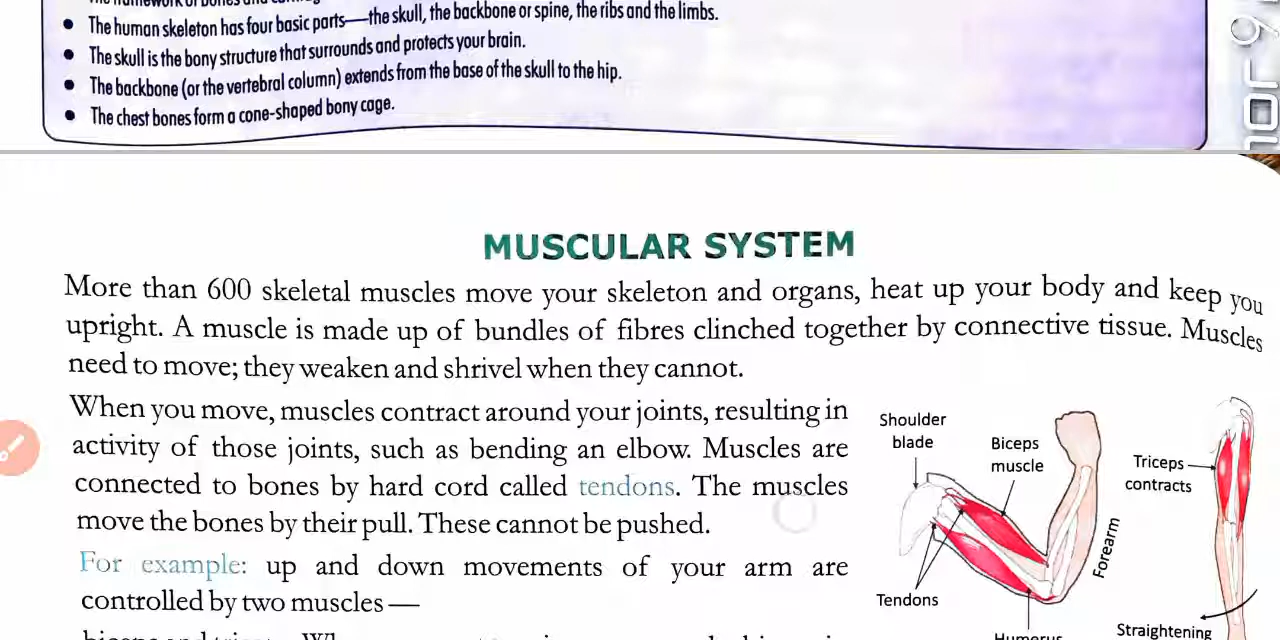 The human skeleton has four basic parts—the skull, the backbone or spine, the ribs and the limbs.
The skull is the bony structure that surrounds and protects your brain.
The backbone (or the vertebral column) extends from the base of the skull to the hip.
The chest bones form a cone-shaped bony cage.
MUSCULAR SYSTEM
More than 600 skeletal muscles move your skeleton and organs, heat up your body and keep you
upright. A muscle is made up of bundles of fibres clinched together by connective tissue. Muscles
need to move; they weaken and shrivel when they cannot.
When you move, muscles contract around your joints, resulting in
activity of those joints, such as bending an elbow. Muscles are
connected to bones by hard cord called tendons. The muscles
move the bones by their pull. These cannot be pushed.
For example: up and down movements of your arm are
controlled by two muscles —
Shoulder
blade
Biceps
muscle
Forearm
Tendons
Humerus
Triceps
contracts
Straightening